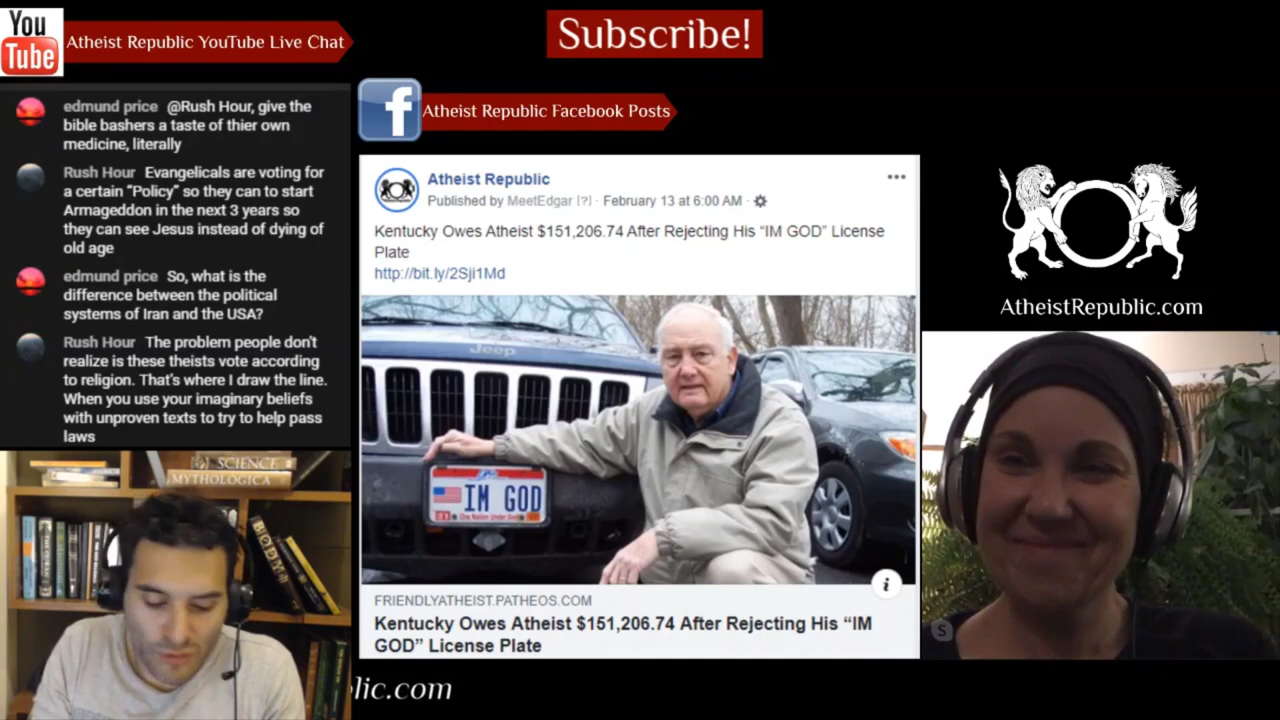 You
Tube
Atheist Republic YouTube Live Chat
Subscribe!
edmund price @Rush Hour, give the
bible bashers a taste of thier own
medicine, literally
Rush Hour Evangelicals are voting for
a certain “Policy” so they can to start
Armageddon in the next 3 years so
they can see Jesus instead of dying of
old age
edmund price So, what is the
difference between the political
systems of Iran and the USA?
Rush Hour The problem people don't
realize is these theists vote according
to religion. That's where I draw the line.
When you use your imaginary beliefs
with unproven texts to try to help pass
laws
SCIENCE
MYTHOLOGICA
BODY
f
Atheist Republic Facebook Posts
Atheist Republic
Published by MeetEdgar [?] · February 13 at 6:00 AM ·
Kentucky Owes Atheist $151,206.74 After Rejecting His “IM GOD” License
Plate
http://bit.ly/2Sji1Md
Jeep
IM GOD
One Nation Under God
i
FRIENDLYATHEIST.PATHEOS.COM
Kentucky Owes Atheist $151,206.74 After Rejecting His “IM
GOD” License Plate
lic.com
AtheistRepublic.com
S